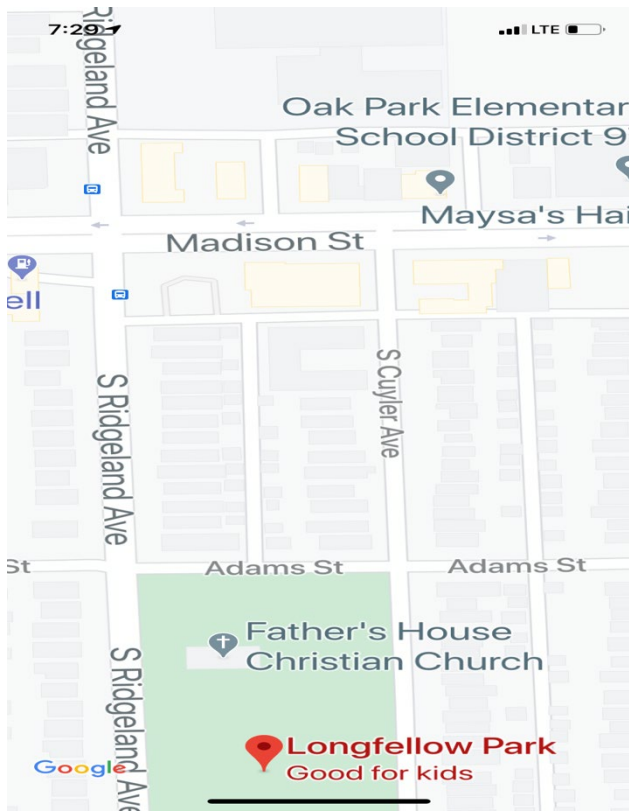 7:29
LTE
S Ridgeland Ave
Oak Park Elementar
School District 9
Maysa's Hai
Madison St
ell
S Cuyler Ave
S Ridgeland Ave
St
Adams St
Adams St
Father's House
Christian Church
S Ridgeland Ave
Longfellow Park
Good for kids
Google